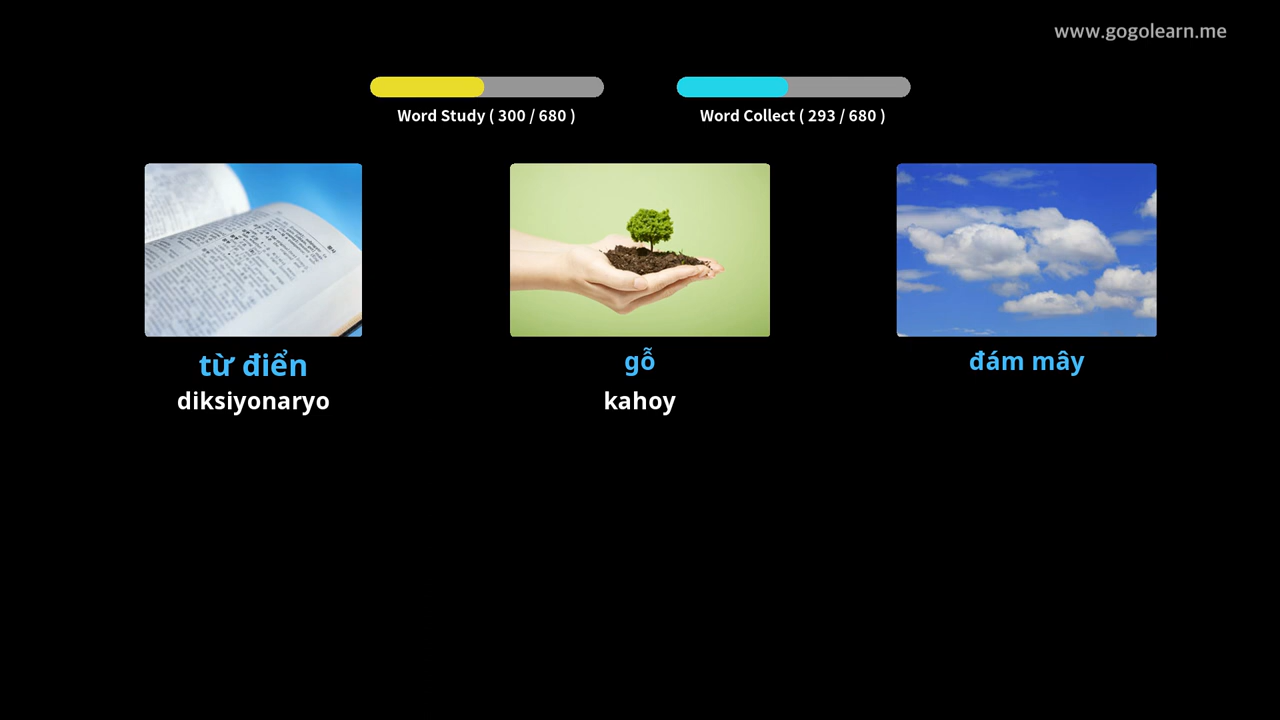 www.gogolearn.me
Word Study ( 300 / 680 )
Word Collect ( 293 / 680 )
từ điển
diksiyonaryo
gỗ
kahoy
đám mây